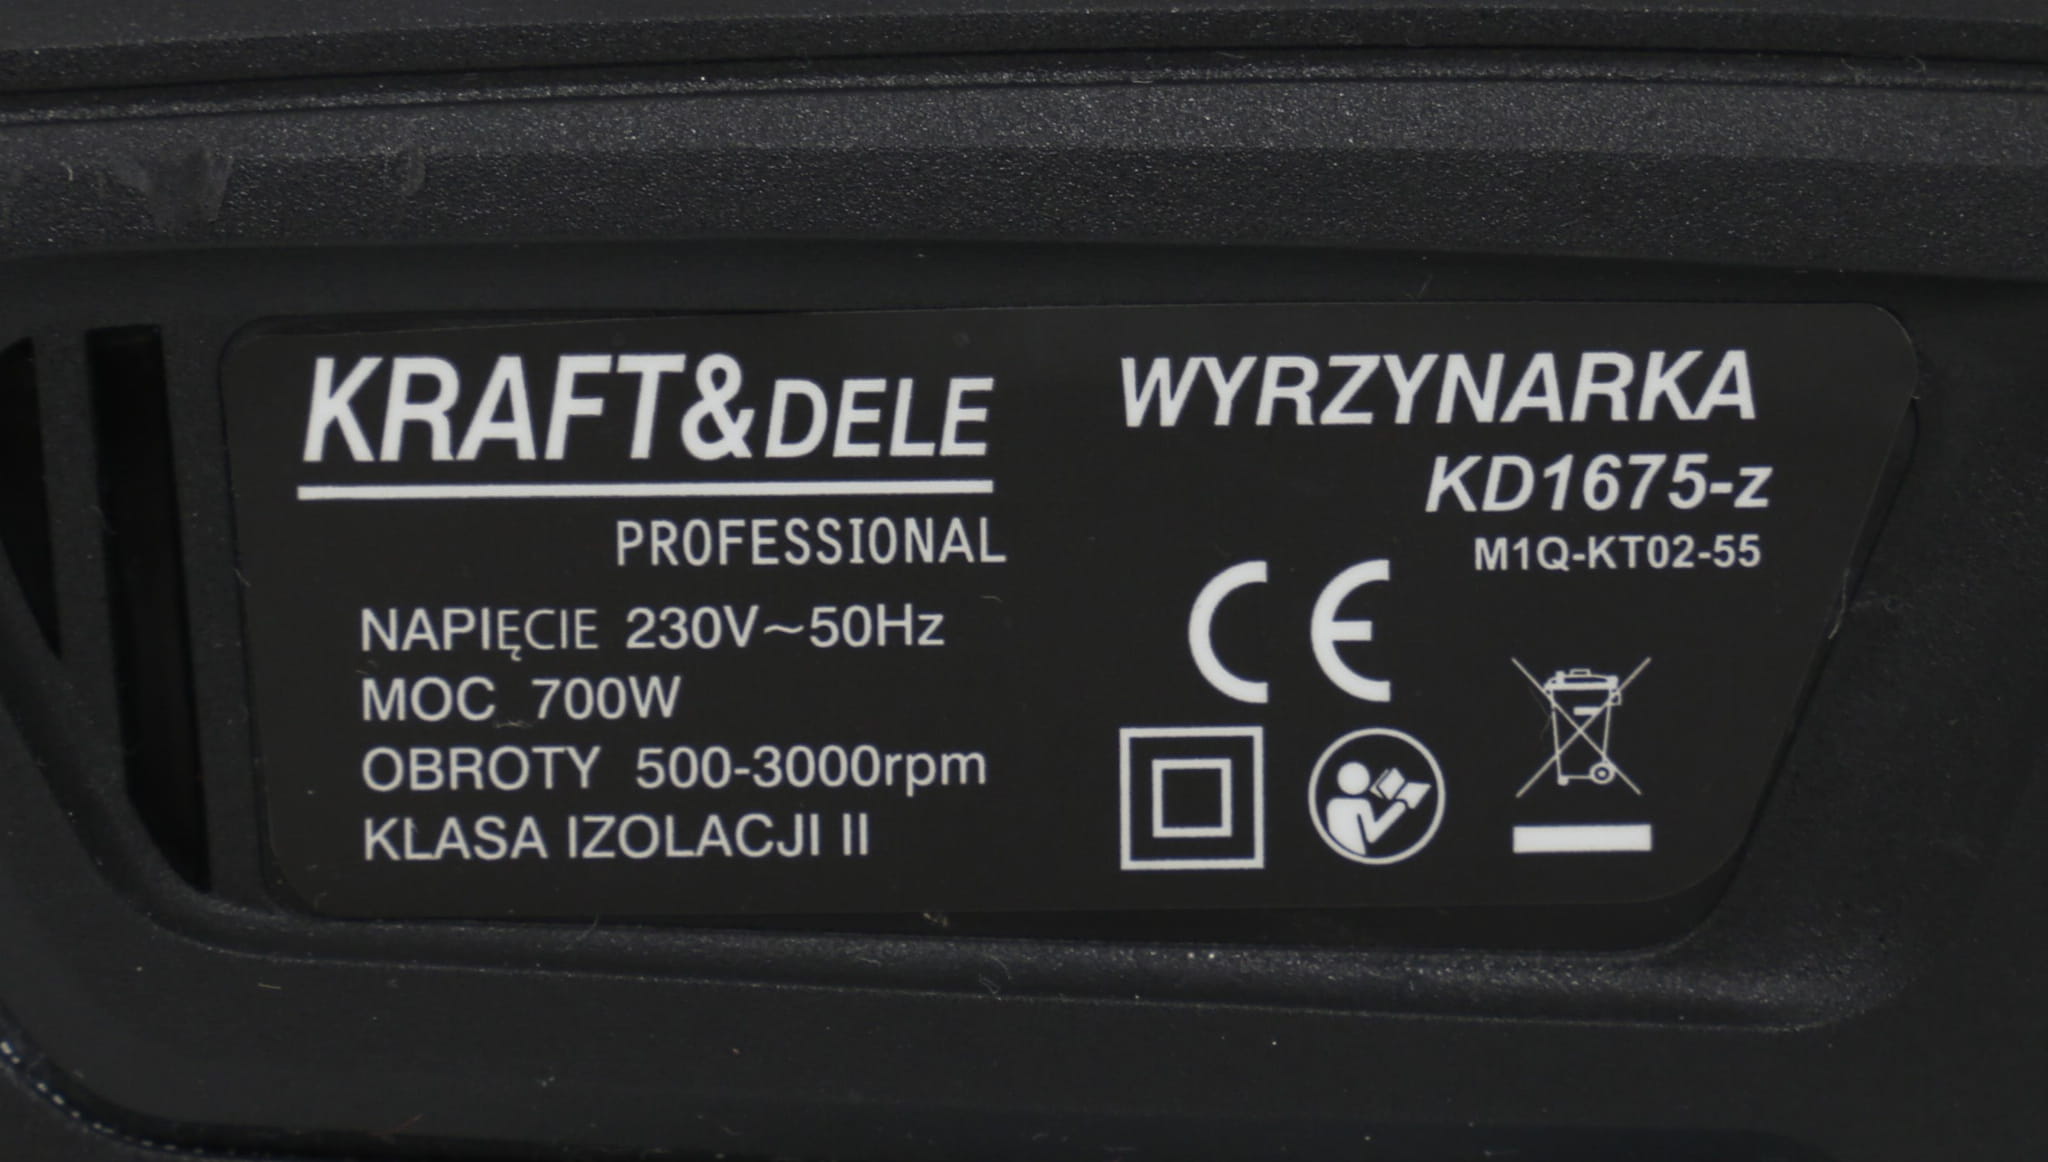 KRAFT&DELE
PROFESSIONAL
NAPIĘCIE 230V~50Hz
MOC 700W
OBROTY 500-3000rpm
KLASA IZOLACJI II
WYRZYNARKA
KD1675-z
M1Q-KT02-55
CE